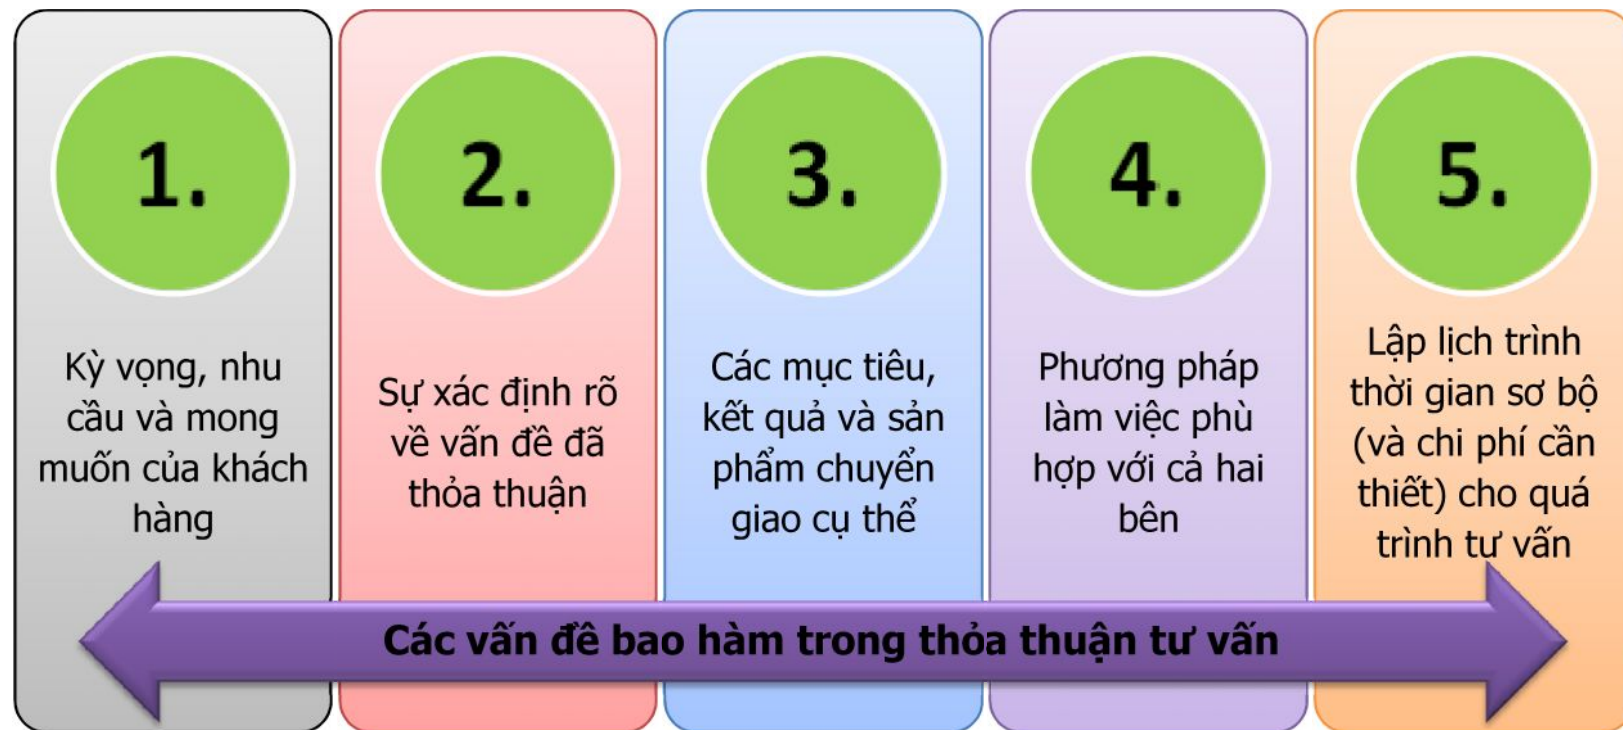 1.
Kỳ vọng, nhu
cầu và mong
muốn của khách
hàng
2.
Sự xác định rõ
về vấn đề đã
thỏa thuận
3.
Các mục tiêu,
kết quả và sản
phẩm chuyển
giao cụ thể
4.
Phương pháp
làm việc phù
hợp với cả hai
bên
5.
Lập lịch trình
thời gian sơ bộ
(và chi phí cần
thiết) cho quá
trình tư vấn
Các vấn đề bao hàm trong thỏa thuận tư vấn